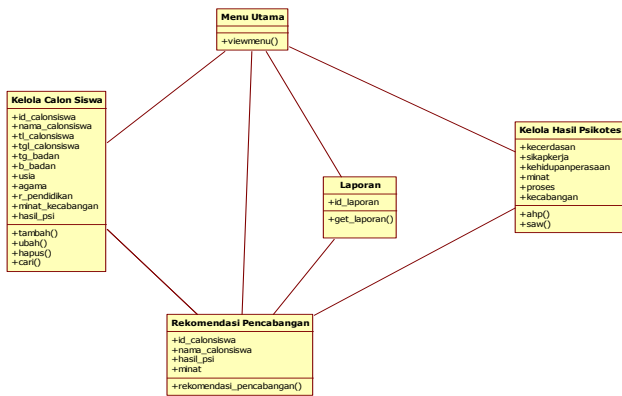 Menu Utama
+viewmenu()
Kelola Calon Siswa
+id_calonsiswa
+nama_calonsiswa
+tl_calonsiswa
+tgl_calonsiswa
+tg_badan
+b_badan
+usia
+agama
+r_pendidikan
+minat_kecabangan
+hasil_psi
+tambah()
+ubah()
+hapus()
+cari()
Laporan
+id_laporan
+get_laporan()
Kelola Hasil Psikotes
+kecerdasan
+sikapkerja
+kehidupanperasaan
+minat
+proses
+kecabangan
+ahp()
+saw()
Rekomendasi Pencabangan
+id_calonsiswa
+nama_calonsiswa
+hasil_psi
+minat
+rekomendasi_pencabangan()